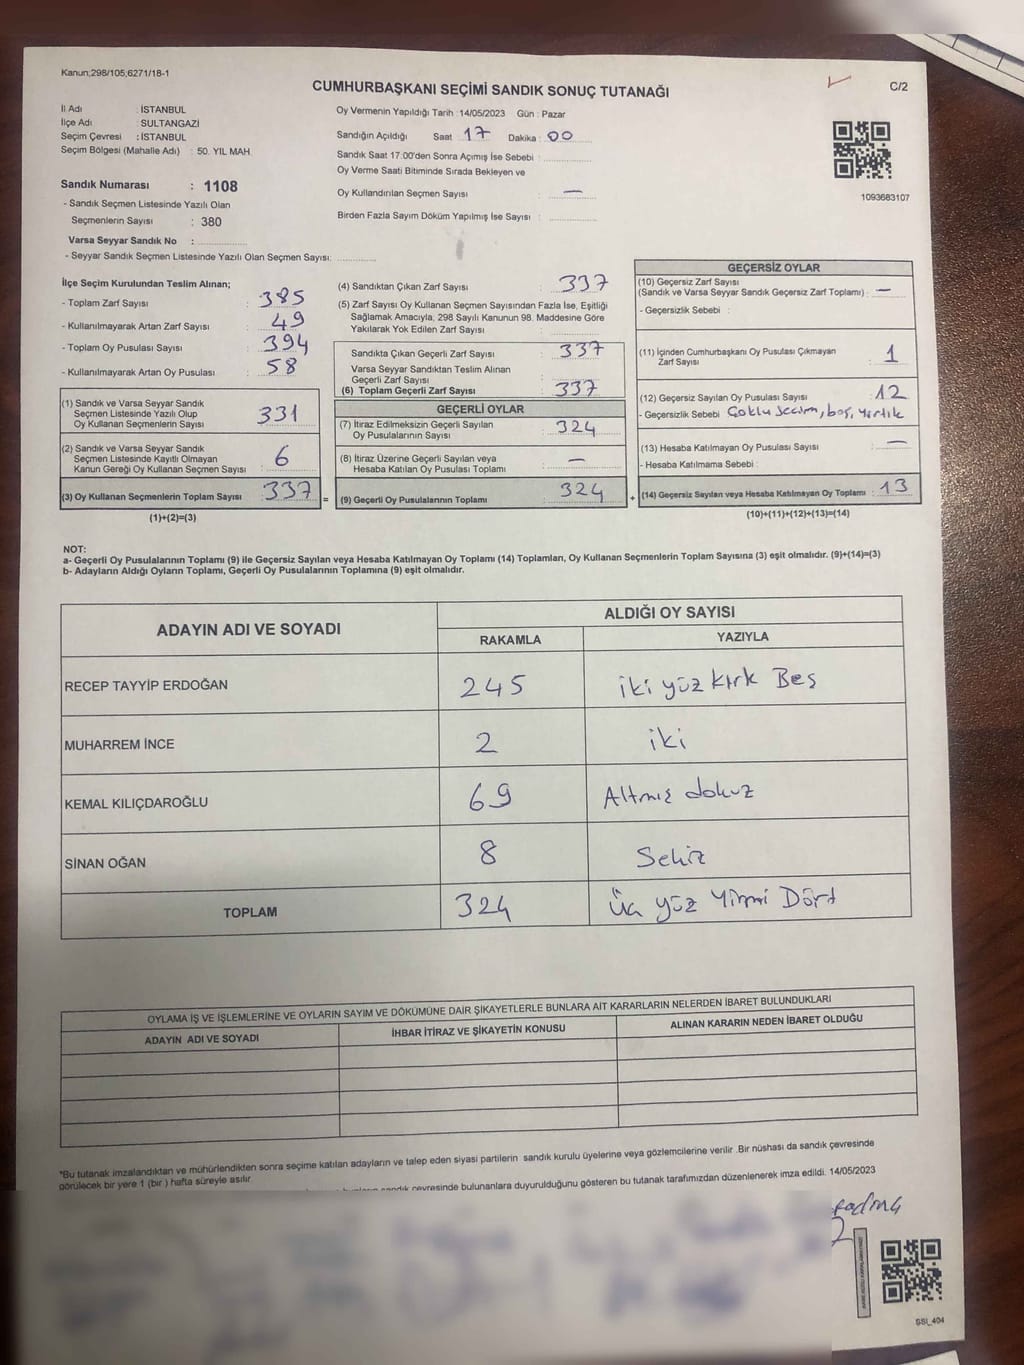 Kanun;298/105;6271/18-1
C/2
CUMHURBAŞKANI SEÇİMİ SANDIK SONUÇ TUTANAĞI
İl Adı : İSTANBUL
İlçe Adı : SULTANGAZİ
Seçim Çevresi : İSTANBUL
Seçim Bölgesi (Mahalle Adı) : 50. YIL MAH.
Sandık Numarası : 1108
- Sandık Seçmen Listesinde Yazılı Olan
Seçmenlerin Sayısı : 380
Varsa Seyyar Sandık No :
- Seyyar Sandık Seçmen Listesinde Yazılı Olan Seçmen Sayısı:
Oy Vermenin Yapıldığı Tarih : 14/05/2023 Gün : Pazar
Sandığın Açıldığı Saat : 17 Dakika : 00
Sandık Saat 17:00'den Sonra Açımış İse Sebebi :
Oy Verme Saati Bitiminde Sırada Bekleyen ve
Oy Kullandırılan Seçmen Sayısı : —
Birden Fazla Sayım Döküm Yapılmış İse Sayısı :
1093683107
İlçe Seçim Kurulundan Teslim Alınan;
- Toplam Zarf Sayısı : 385
- Kullanılmayarak Artan Zarf Sayısı : 49
- Toplam Oy Pusulası Sayısı : 394
- Kullanılmayarak Artan Oy Pusulası : 58
(1) Sandık ve Varsa Seyyar Sandık
Seçmen Listesinde Yazılı Olup
Oy Kullanan Seçmenlerin Sayısı : 331
(2) Sandık ve Varsa Seyyar Sandık
Seçmen Listesinde Kayıtlı Olmayan
Kanun Gereği Oy Kullanan Seçmen Sayısı : 6
(3) Oy Kullanan Seçmenlerin Toplam Sayısı : 337 =
(1)+(2)=(3)
(4) Sandıktan Çıkan Zarf Sayısı : 337
(5) Zarf Sayısı Oy Kullanan Seçmen Sayısından Fazla İse, Eşitliği
Sağlamak Amacıyla, 298 Sayılı Kanunun 98. Maddesine Göre
Yakılarak Yok Edilen Zarf Sayısı :
Sandıkta Çıkan Geçerli Zarf Sayısı : 337
Varsa Seyyar Sandıktan Teslim Alınan
Geçerli Zarf Sayısı :
(6) Toplam Geçerli Zarf Sayısı : 337
GEÇERLİ OYLAR
(7) İtiraz Edilmeksizin Geçerli Sayılan
Oy Pusulalarının Sayısı : 324
(8) İtiraz Üzerine Geçerli Sayılan veya
Hesaba Katılan Oy Pusulası Toplamı : —
(9) Geçerli Oy Pusulalarının Toplamı : 324 +
GEÇERSİZ OYLAR
(10) Geçersiz Zarf Sayısı
(Sandık ve Varsa Seyyar Sandık Geçersiz Zarf Toplamı) : —
- Geçersizlik Sebebi :
(11) İçinden Cumhurbaşkanı Oy Pusulası Çıkmayan
Zarf Sayısı : 1
(12) Geçersiz Sayılan Oy Pusulası Sayısı : 12
- Geçersizlik Sebebi : Çoklu seçim, boş, yırtık
(13) Hesaba Katılmayan Oy Pusulası Sayısı : —
- Hesaba Katılmama Sebebi :
(14) Geçersiz Sayılan veya Hesaba Katılmayan Oy Toplamı : 13
(10)+(11)+(12)+(13)=(14)
NOT:
a- Geçerli Oy Pusulalarının Toplamı (9) ile Geçersiz Sayılan veya Hesaba Katılmayan Oy Toplamı (14) Toplamları, Oy Kullanan Seçmenlerin Toplam Sayısına (3) eşit olmalıdır. (9)+(14)=(3)
b- Adayların Aldığı Oyların Toplamı, Geçerli Oy Pusulalarının Toplamına (9) eşit olmalıdır.
ADAYIN ADI VE SOYADI ALDIĞI OY SAYISI
RAKAMLA YAZIYLA
RECEP TAYYİP ERDOĞAN 245 iki yüz kırk Beş
MUHARREM İNCE 2 iki
KEMAL KILIÇDAROĞLU 69 Altmış dokuz
SİNAN OĞAN 8 Sekiz
TOPLAM 324 Üç yüz Yirmi Dört
OYLAMA İŞ VE İŞLEMLERİNE VE OYLARIN SAYIM VE DÖKÜMÜNE DAİR ŞİKAYETLERLE BUNLARA AİT KARARLARIN NELERDEN İBARET BULUNDUKLARI
ADAYIN ADI VE SOYADI İHBAR İTİRAZ VE ŞİKAYETİN KONUSU ALINAN KARARIN NEDEN İBARET OLDUĞU
*Bu tutanak imzalandıktan ve mühürlendikten sonra seçime katılan adayların ve talep eden siyasi partilerin sandık kurulu üyelerine veya gözlemcilerine verilir .Bir nüshası da sandık çevresinde
görülecek bir yere 1 (bir ) hafta süreyle asılır.
sandık çevresinde bulunanlara duyurulduğunu gösteren bu tutanak tarafımızdan düzenlenerek imza edildi. 14/05/2023
SSI_404